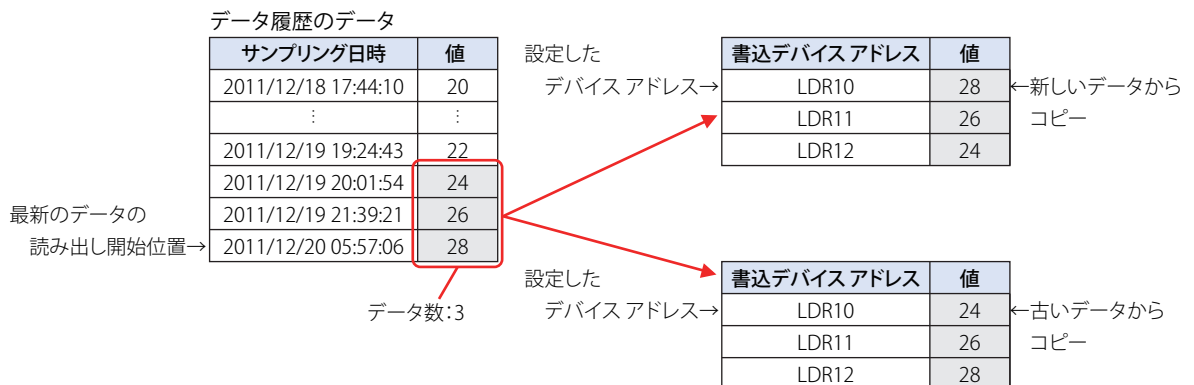 データ履歴のデータ
サンプリング日時 値
2011/12/18 17:44:10 20
⋮ ⋮
2011/12/19 19:24:43 22
2011/12/19 20:01:54 24
2011/12/19 21:39:21 26
2011/12/20 05:57:06 28
最新のデータの
読み出し開始位置→
データ数：3
設定した
デバイス アドレス→
書込デバイス アドレス 値
LDR10 28
LDR11 26
LDR12 24
←新しいデータから
コピー
設定した
デバイス アドレス→
書込デバイス アドレス 値
LDR10 24
LDR11 26
LDR12 28
←古いデータから
コピー